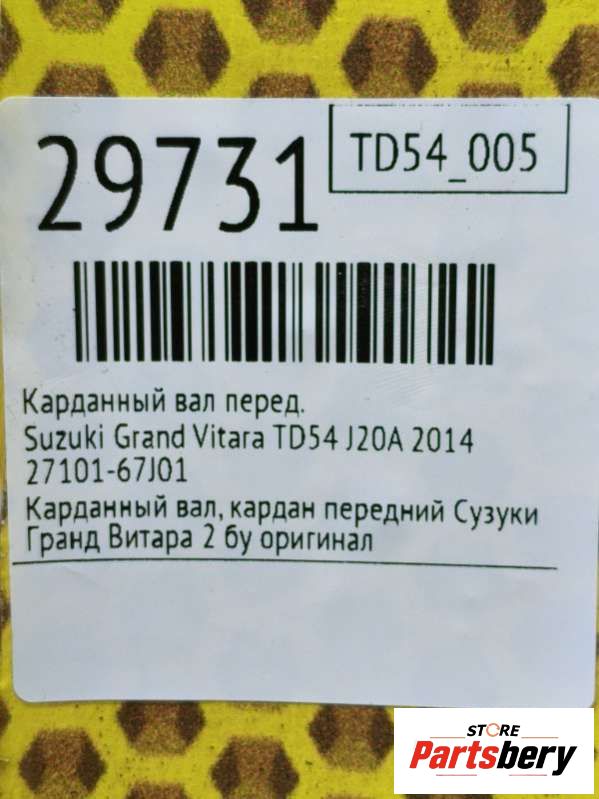 29731
TD54_005
Карданный вал перед.
Suzuki Grand Vitara TD54 J20A 2014
27101-67J01
Карданный вал, кардан передний Сузуки
Гранд Витара 2 бу оригинал
STORE
Partsbery